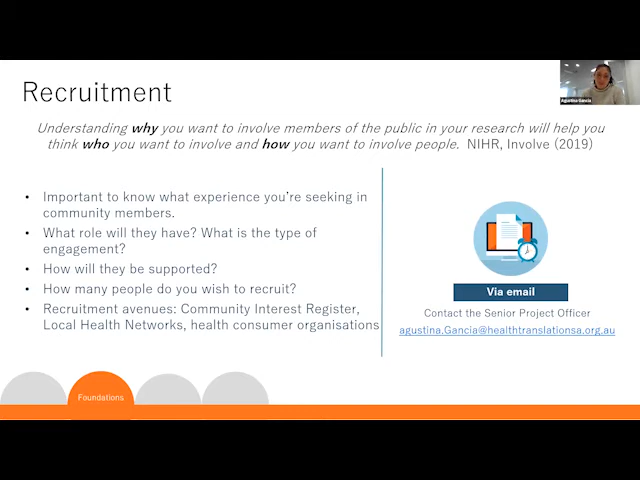 Recruitment
Understanding why you want to involve members of the public in your research will help you
think who you want to involve and how you want to involve people. NIHR, Involve (2019)
• Important to know what experience you're seeking in
community members.
• What role will they have? What is the type of
engagement?
• How will they be supported?
• How many people do you wish to recruit?
• Recruitment avenues: Community Interest Register,
Local Health Networks, health consumer organisations
Via email
Contact the Senior Project Officer
agustina.Gancia@healthtranslationsa.org.au
Foundations
Agustina Gancia